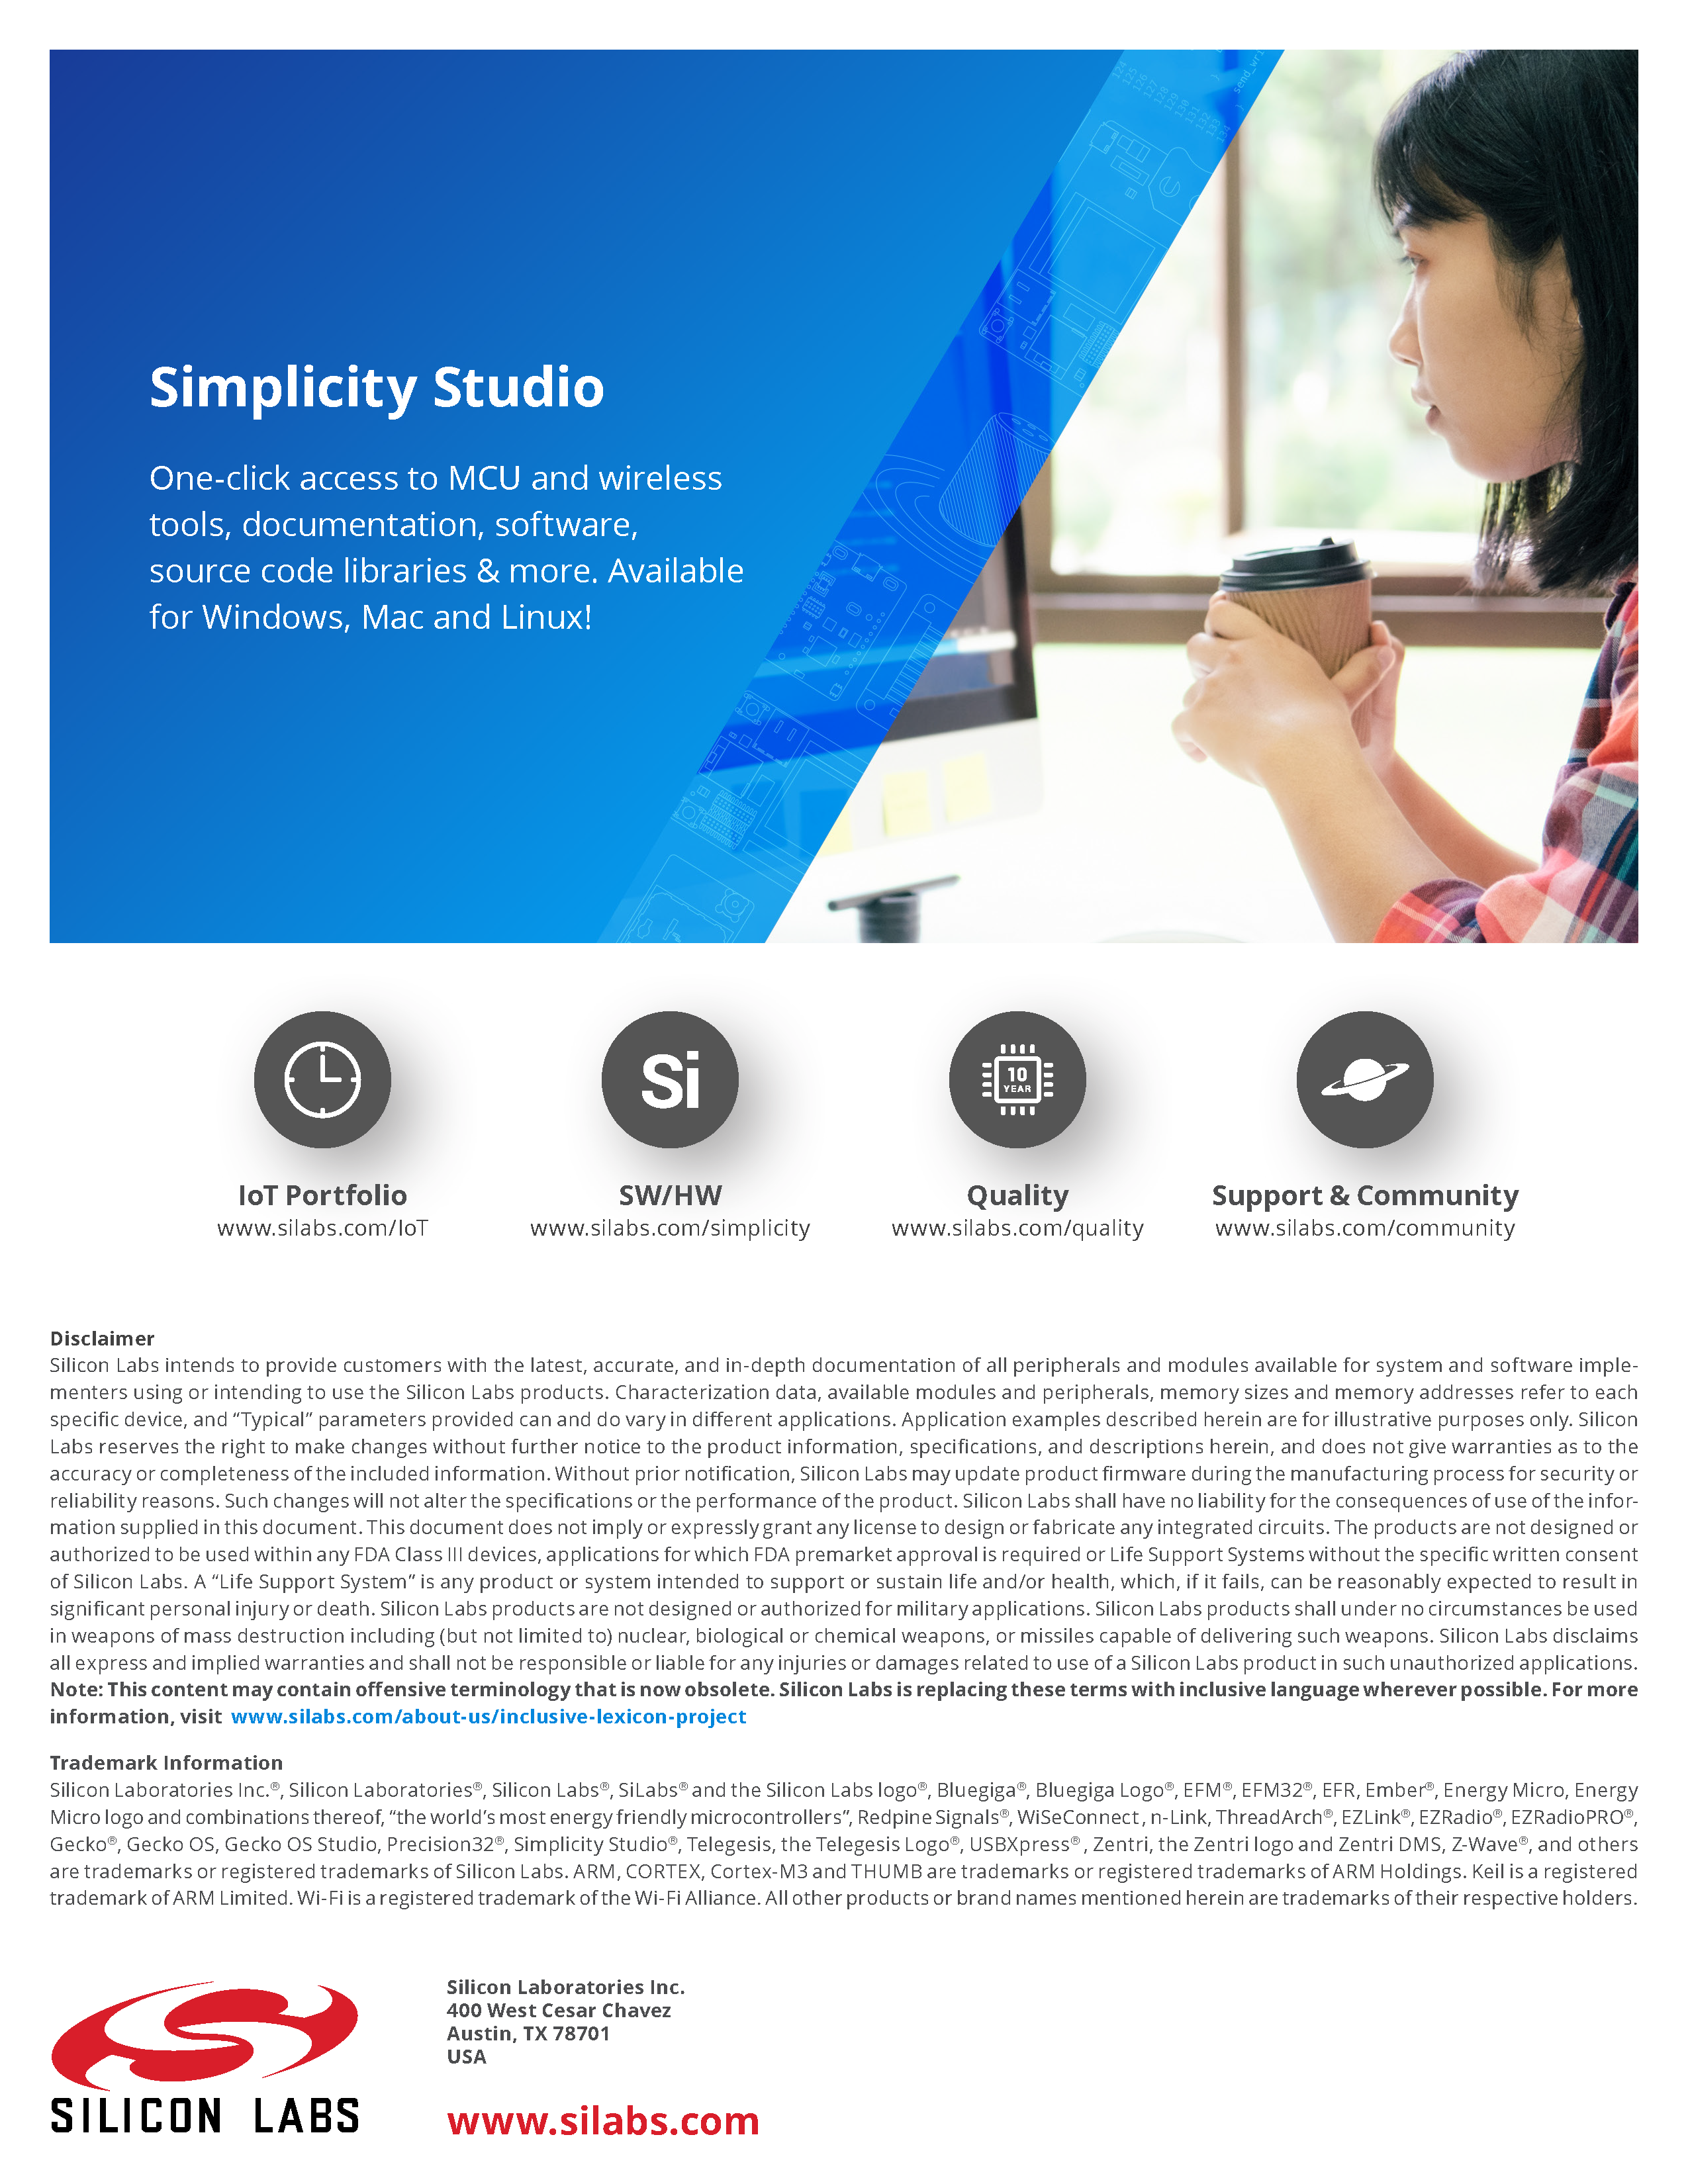 Simplicity Studio
One-click access to MCU and wireless
tools, documentation, software,
source code libraries & more. Available
for Windows, Mac and Linux!
Si
10
YEAR
IoT Portfolio
www.silabs.com/IoT
SW/HW
www.silabs.com/simplicity
Quality
www.silabs.com/quality
Support & Community
www.silabs.com/community
Disclaimer
Silicon Labs intends to provide customers with the latest, accurate, and in-depth documentation of all peripherals and modules available for system and software imple-
menters using or intending to use the Silicon Labs products. Characterization data, available modules and peripherals, memory sizes and memory addresses refer to each
specific device, and “Typical” parameters provided can and do vary in different applications. Application examples described herein are for illustrative purposes only. Silicon
Labs reserves the right to make changes without further notice to the product information, specifications, and descriptions herein, and does not give warranties as to the
accuracy or completeness of the included information. Without prior notification, Silicon Labs may update product firmware during the manufacturing process for security or
reliability reasons. Such changes will not alter the specifications or the performance of the product. Silicon Labs shall have no liability for the consequences of use of the infor-
mation supplied in this document. This document does not imply or expressly grant any license to design or fabricate any integrated circuits. The products are not designed or
authorized to be used within any FDA Class III devices, applications for which FDA premarket approval is required or Life Support Systems without the specific written consent
of Silicon Labs. A “Life Support System” is any product or system intended to support or sustain life and/or health, which, if it fails, can be reasonably expected to result in
significant personal injury or death. Silicon Labs products are not designed or authorized for military applications. Silicon Labs products shall under no circumstances be used
in weapons of mass destruction including (but not limited to) nuclear, biological or chemical weapons, or missiles capable of delivering such weapons. Silicon Labs disclaims
all express and implied warranties and shall not be responsible or liable for any injuries or damages related to use of a Silicon Labs product in such unauthorized applications.
Note: This content may contain offensive terminology that is now obsolete. Silicon Labs is replacing these terms with inclusive language wherever possible. For more
information, visit www.silabs.com/about-us/inclusive-lexicon-project
Trademark Information
Silicon Laboratories Inc.®, Silicon Laboratories®, Silicon Labs®, SiLabs® and the Silicon Labs logo®, Bluegiga®, Bluegiga Logo®, EFM®, EFM32®, EFR, Ember®, Energy Micro, Energy
Micro logo and combinations thereof, “the world’s most energy friendly microcontrollers”, Redpine Signals®, WiSeConnect , n-Link, ThreadArch®, EZLink®, EZRadio®, EZRadioPRO®,
Gecko®, Gecko OS, Gecko OS Studio, Precision32®, Simplicity Studio®, Telegesis, the Telegesis Logo®, USBXpress® , Zentri, the Zentri logo and Zentri DMS, Z-Wave®, and others
are trademarks or registered trademarks of Silicon Labs. ARM, CORTEX, Cortex-M3 and THUMB are trademarks or registered trademarks of ARM Holdings. Keil is a registered
trademark of ARM Limited. Wi-Fi is a registered trademark of the Wi-Fi Alliance. All other products or brand names mentioned herein are trademarks of their respective holders.
SILICON LABS
Silicon Laboratories Inc.
400 West Cesar Chavez
Austin, TX 78701
USA
www.silabs.com